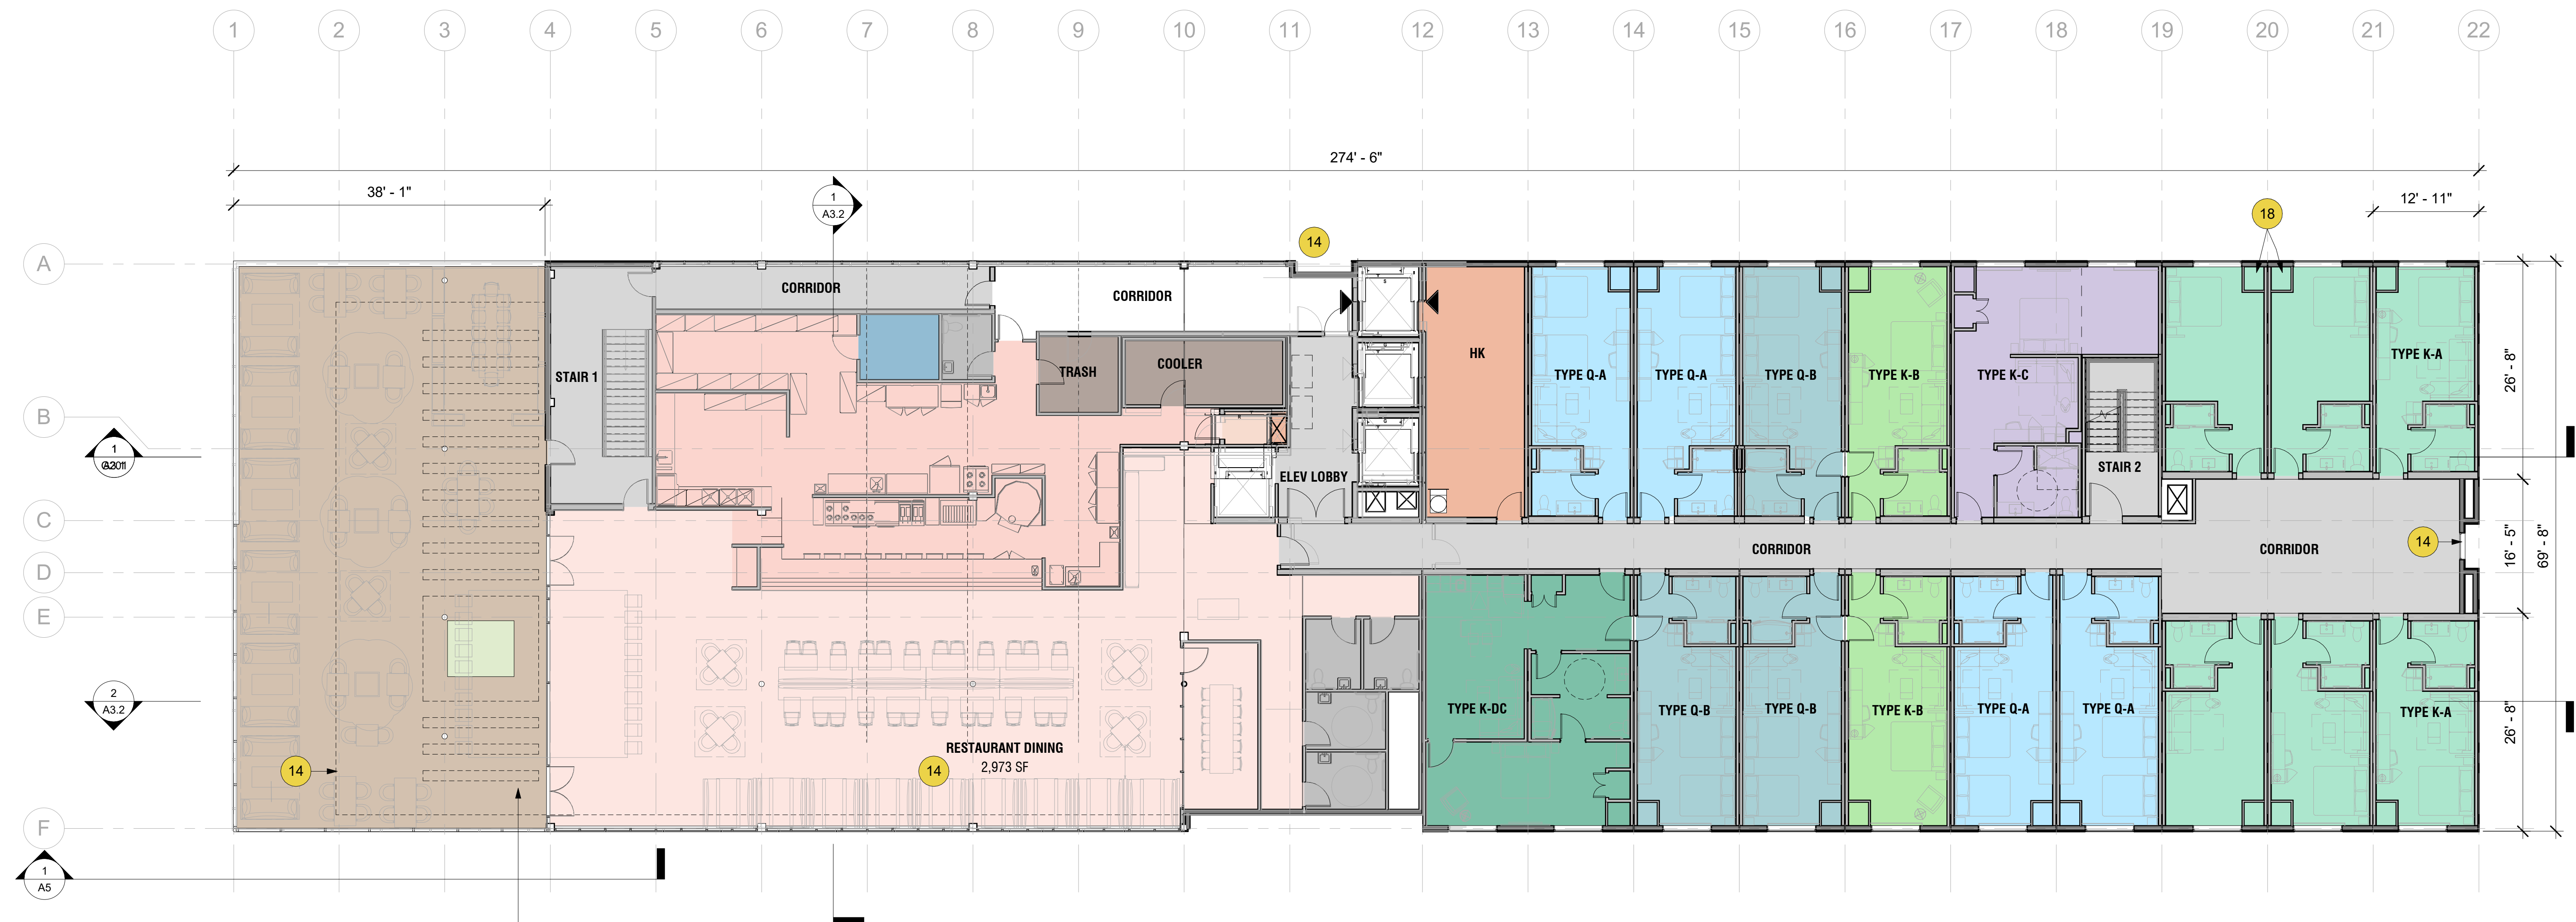 1 2 3 4 5 6 7 8 9 10 11 12 13 14 15 16 17 18 19 20 21 22
274' - 6"
38' - 1"
1
A3.2
12' - 11"
18
14
A
B
C
D
E
F
CORRIDOR
CORRIDOR
STAIR 1
TRASH
COOLER
ELEV LOBBY
HK
TYPE Q-A
TYPE Q-A
TYPE Q-B
TYPE K-B
TYPE K-C
STAIR 2
TYPE K-A
26' - 8"
1
CORRIDOR
CORRIDOR
14
16' - 5"
69' - 8"
2
A3.2
14
RESTAURANT DINING
2,973 SF
14
TYPE K-DC
TYPE Q-B
TYPE Q-B
TYPE K-B
TYPE Q-A
TYPE Q-A
TYPE K-A
26' - 8"
1
A5